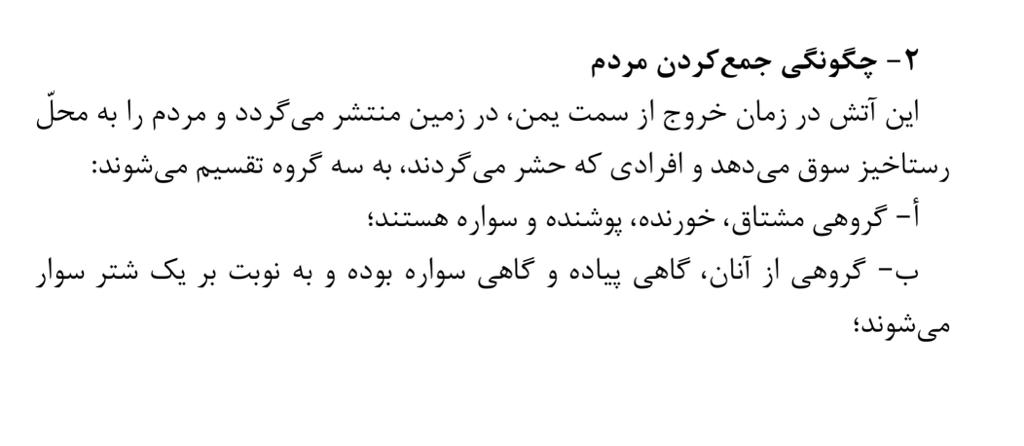 ۲- چگونگی جمع‌کردن مردم
این آتش در زمان خروج از سمت یمن، در زمین منتشر می‌گردد و مردم را به محلّ
رستاخیز سوق می‌دهد و افرادی که حشر می‌گردند، به سه گروه تقسیم می‌شوند:
أ- گروهی مشتاق، خورنده، پوشنده و سواره هستند؛
ب- گروهی از آنان، گاهی پیاده و گاهی سواره بوده و به نوبت بر یک شتر سوار
می‌شوند؛